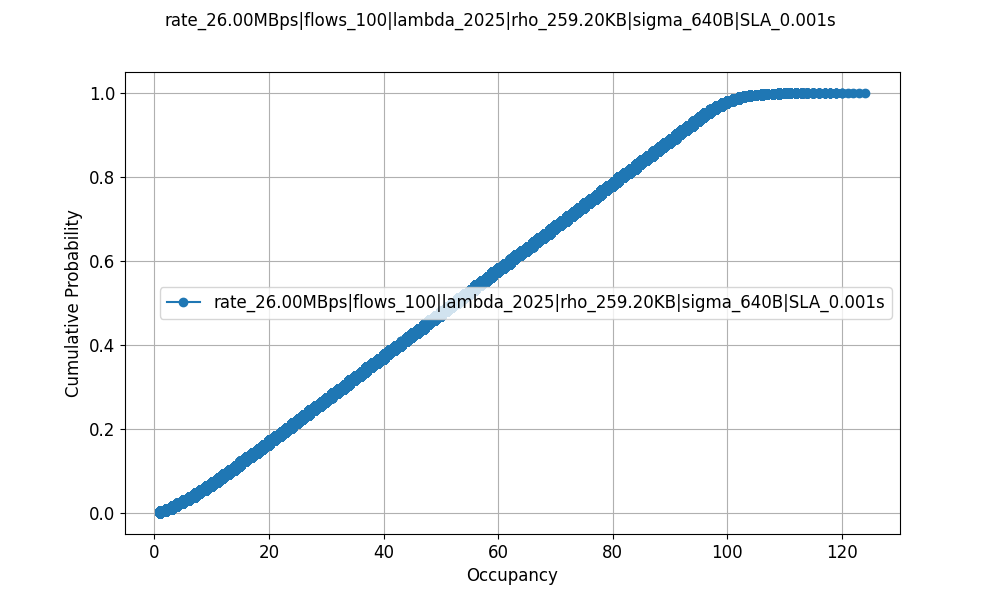 rate_26.00MBps|flows_100|lambda_2025|rho_259.20KB|sigma_640B|SLA_0.001s
1.0
0.8
0.6
0.4
0.2
0.0
Cumulative Probability
rate_26.00MBps|flows_100|lambda_2025|rho_259.20KB|sigma_640B|SLA_0.001s
0 20 40 60 80 100 120
Occupancy